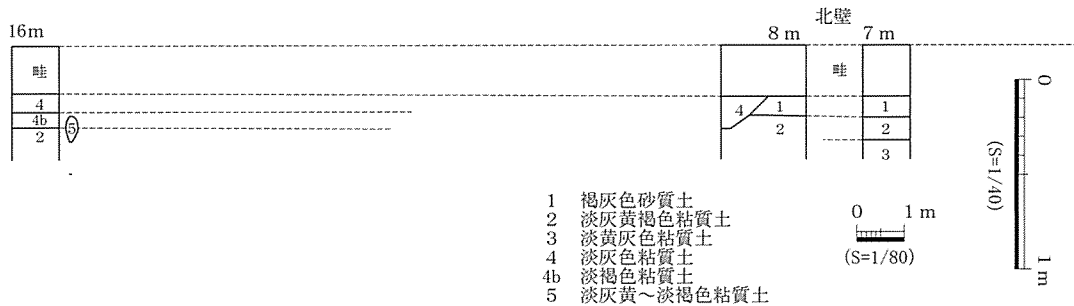 北壁
16m
8 m
7 m
畦
畦
4
4b
2
5
4
1
2
1
2
3
0
(S=1/40)
1 m
1 褐灰色砂質土
2 淡灰黄褐色粘質土
3 淡黄灰色粘質土
4 淡灰色粘質土
4b 淡褐色粘質土
5 淡灰黄～淡褐色粘質土
0 1 m
(S=1/80)